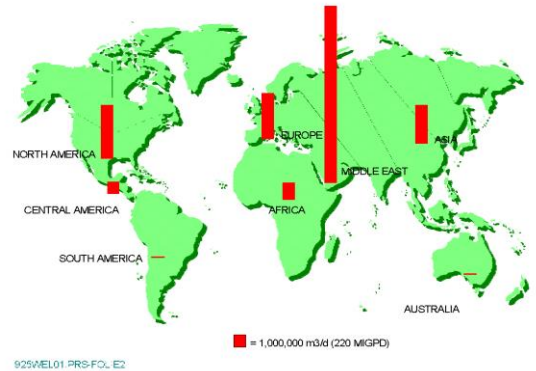 EUROPE
ASIA
NORTH AMERICA
MIDDLE EAST
CENTRAL AMERICA
AFRICA
SOUTH AMERICA
AUSTRALIA
= 1,000,000 m3/d (220 MIGPD)
925WEL01.PRS-FOL.E2